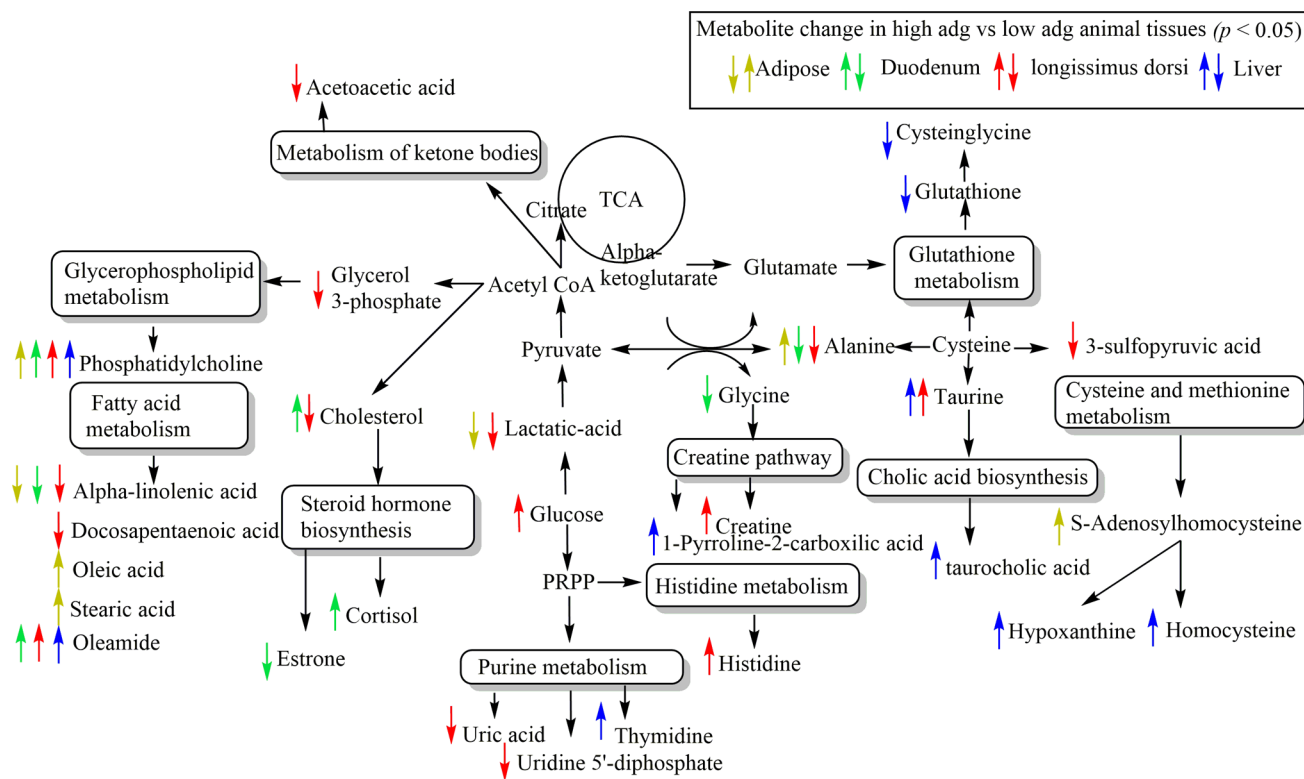 Metabolite change in high adg vs low adg animal tissues (p < 0.05)
Adipose Duodenum longissimus dorsi Liver
Acetoacetic acid
Metabolism of ketone bodies
Cysteinglycine
Glutathione
TCA
Citrate
Alpha-
ketoglutarate
Glutamate
Glutathione
metabolism
Glycerophospholipid
metabolism
Glycerol
3-phosphate
Acetyl CoA
Phosphatidylcholine
Pyruvate
Alanine
Cysteine
3-sulfopyruvic acid
Fatty acid
metabolism
Cholesterol
Lactatic-acid
Glycine
Taurine
Cysteine and methionine
metabolism
Creatine pathway
Cholic acid biosynthesis
Alpha-linolenic acid
Docosapentaenoic acid
Oleic acid
Stearic acid
Oleamide
Steroid hormone
biosynthesis
Glucose
Creatine
1-Pyrroline-2-carboxilic acid
S-Adenosylhomocysteine
taurocholic acid
PRPP
Histidine metabolism
Cortisol
Estrone
Hypoxanthine
Homocysteine
Histidine
Purine metabolism
Uric acid
Thymidine
Uridine 5'-diphosphate